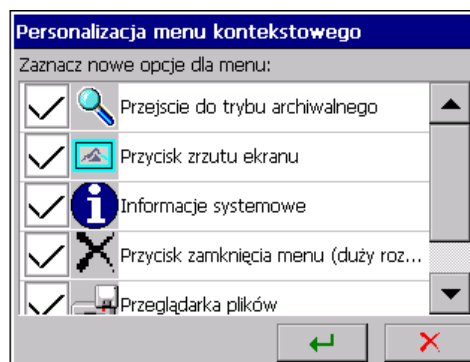 Personalizacja menu kontekstowego
Zaznacz nowe opcje dla menu:
Przejscie do trybu archiwalnego
Przycisk zrzutu ekranu
Informacje systemowe
Przycisk zamknięcia menu (duży roz...
Przeglądarka plików